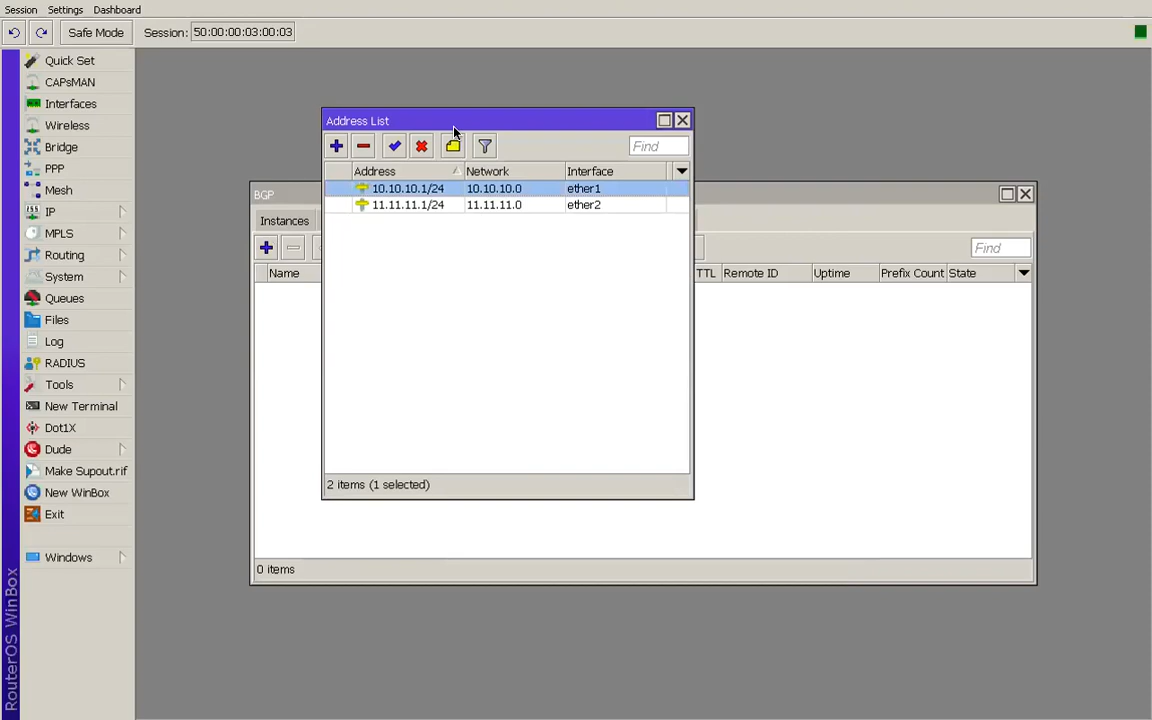 Session Settings Dashboard
Safe Mode Session: 50:00:00:03:00:03
Quick Set
CAPsMAN
Interfaces
Wireless
Bridge
PPP
Mesh
IP
MPLS
Routing
System
Queues
Files
Log
RADIUS
Tools
New Terminal
Dot1X
Dude
Make Supout.rif
New WinBox
Exit
Windows
RouterOS WinBox
Address List
Find
Address Network Interface
10.10.10.1/24 10.10.10.0 ether1
11.11.11.1/24 11.11.11.0 ether2
2 items (1 selected)
BGP
Instances
Find
Name TTL Remote ID Uptime Prefix Count State
0 items